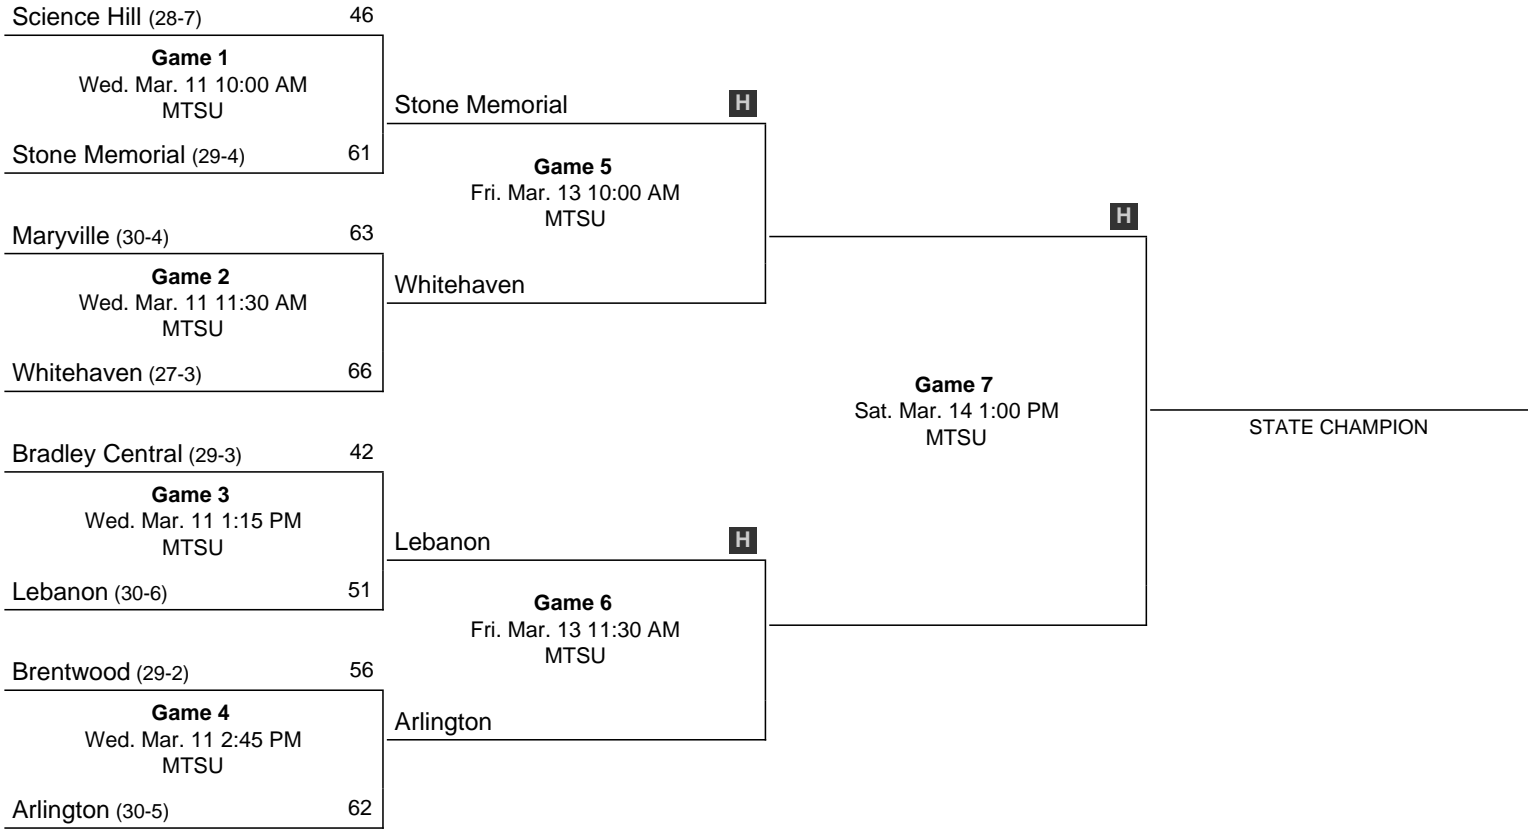 Science Hill (28-7) 46
Game 1
Wed. Mar. 11 10:00 AM
MTSU
Stone Memorial (29-4) 61
Maryville (30-4) 63
Game 2
Wed. Mar. 11 11:30 AM
MTSU
Whitehaven (27-3) 66
Bradley Central (29-3) 42
Game 3
Wed. Mar. 11 1:15 PM
MTSU
Lebanon (30-6) 51
Brentwood (29-2) 56
Game 4
Wed. Mar. 11 2:45 PM
MTSU
Arlington (30-5) 62
Stone Memorial H
Game 5
Fri. Mar. 13 10:00 AM
MTSU
Whitehaven
Lebanon H
Game 6
Fri. Mar. 13 11:30 AM
MTSU
Arlington
H
Game 7
Sat. Mar. 14 1:00 PM
MTSU
STATE CHAMPION